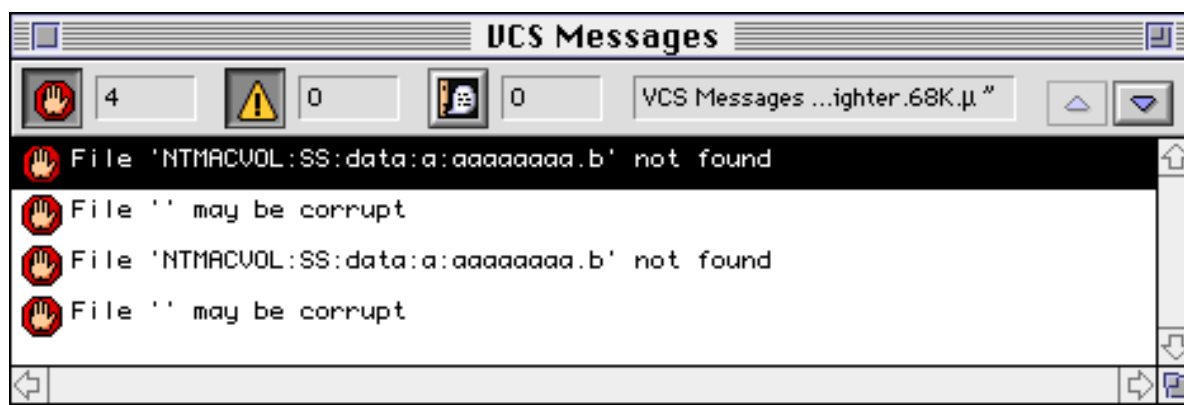 VCS Messages
4
0
0
VCS Messages ...ighter.68K.µ "
File 'NTMACVOL:SS:data:a:aaaaaaaa.b' not found
File '' may be corrupt
File 'NTMACVOL:SS:data:a:aaaaaaaa.b' not found
File '' may be corrupt